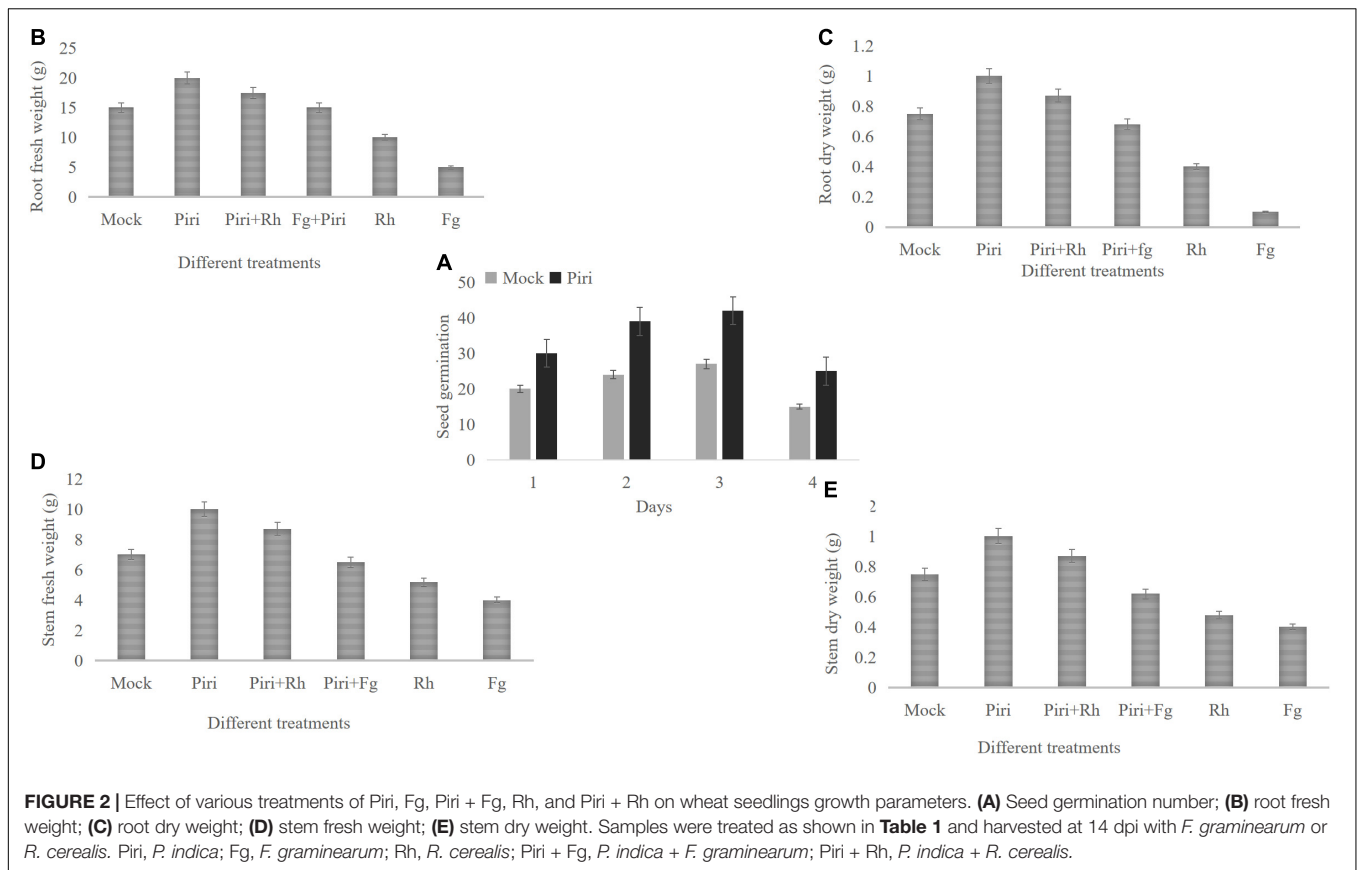 B
25
20
15
10
5
0
Root fresh weight (g)
Mock Piri Piri+Rh Fg+Piri Rh Fg
Different treatments
C
1.2
1
0.8
0.6
0.4
0.2
0
Root dry weight (g)
Mock Piri Piri+Rh Piri+fg Rh Fg
Different treatments
A
Mock Piri
50
40
30
20
10
0
Seed germination
1 2 3 4
Days
D
12
10
8
6
4
2
0
Stem fresh weight (g)
Mock Piri Piri+Rh Piri+Fg Rh Fg
Different treatments
E
2
1
0.8
0.6
0.4
0.2
0
Stem dry weight (g)
Mock Piri Piri+Rh Piri+Fg Rh Fg
Different treatments
FIGURE 2 | Effect of various treatments of Piri, Fg, Piri + Fg, Rh, and Piri + Rh on wheat seedlings growth parameters. (A) Seed germination number; (B) root fresh
weight; (C) root dry weight; (D) stem fresh weight; (E) stem dry weight. Samples were treated as shown in Table 1 and harvested at 14 dpi with F. graminearum or
R. cerealis. Piri, P. indica; Fg, F. graminearum; Rh, R. cerealis; Piri + Fg, P. indica + F. graminearum; Piri + Rh, P. indica + R. cerealis.